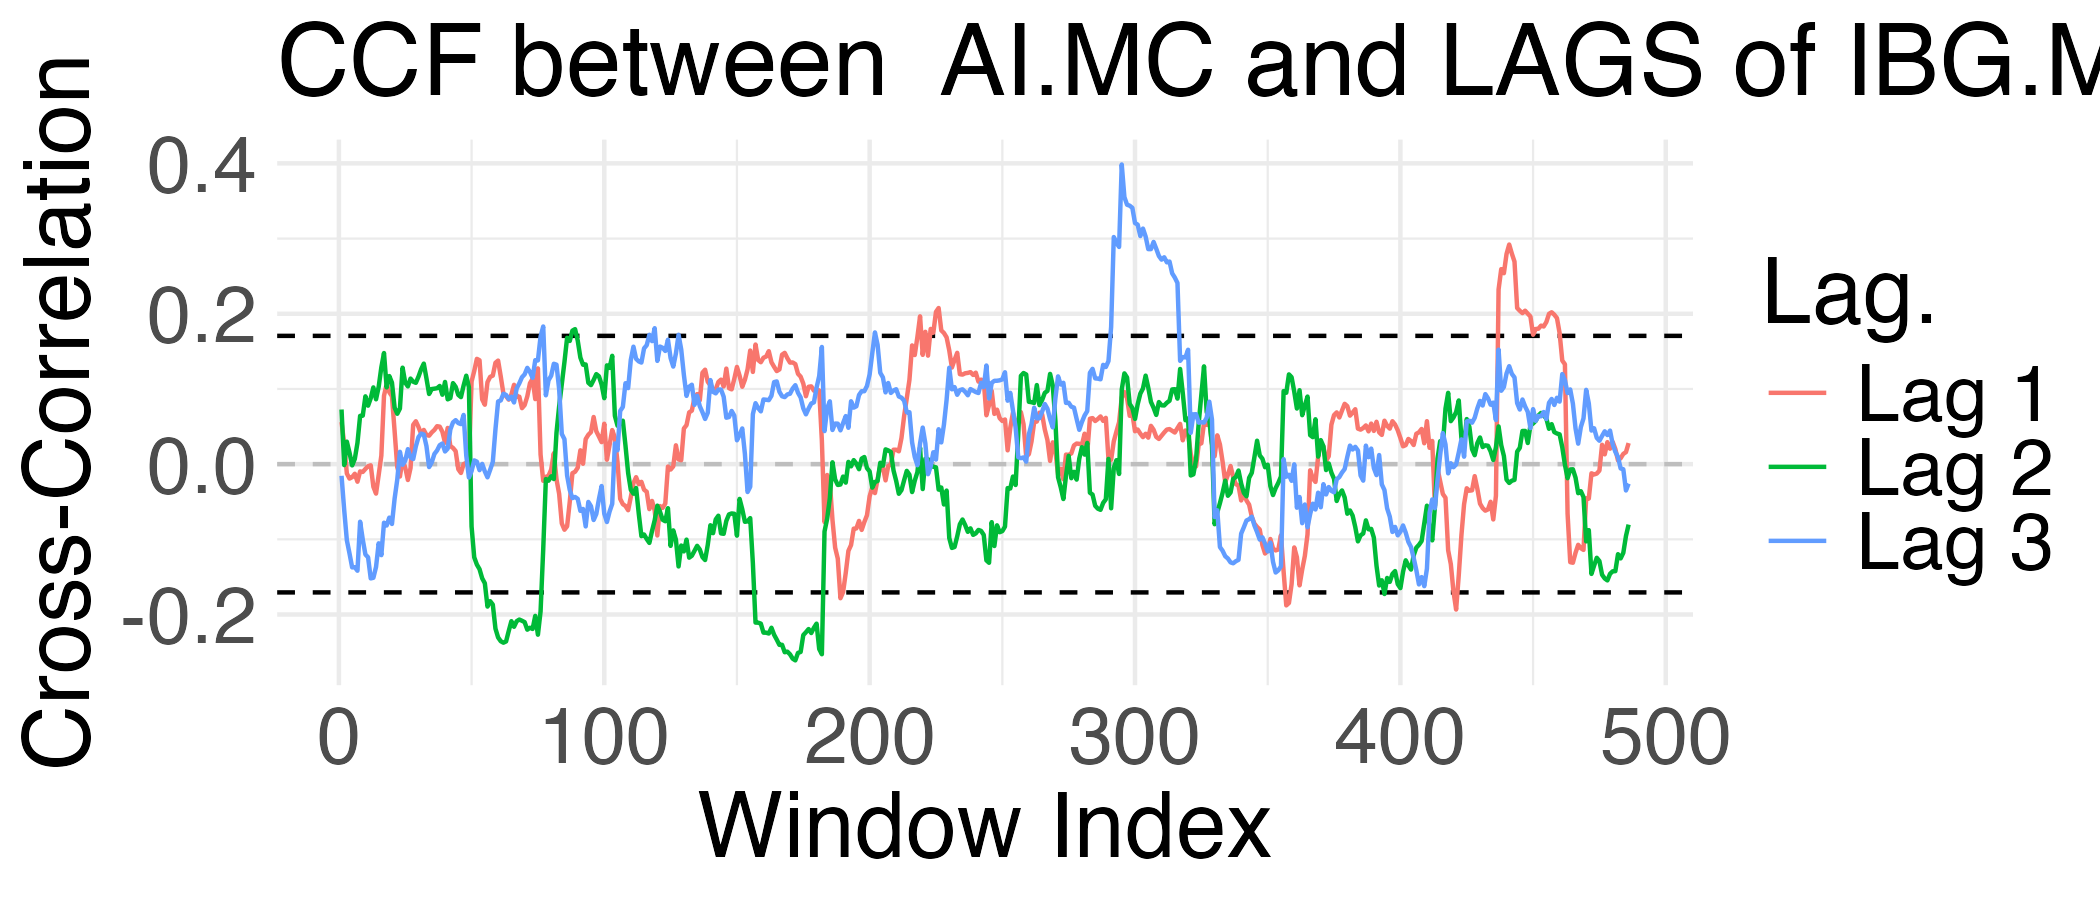 CCF between  AI.MC and LAGS of IBG.M
Cross-Correlation
0.4
0.2
0.0
-0.2
0 100 200 300 400 500
Window Index
Lag.
Lag 1
Lag 2
Lag 3